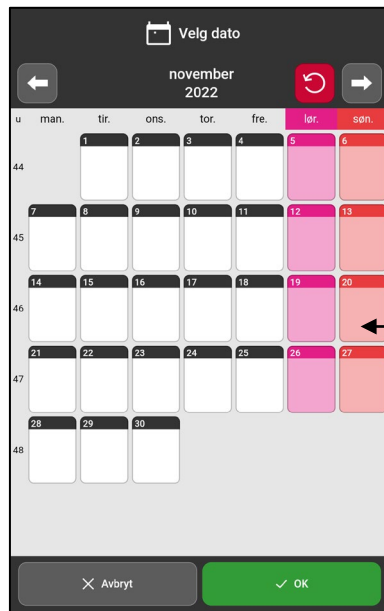 Velg dato
november
2022
u man. tir. ons. tor. fre. lør. søn.
1 2 3 4 5 6
44
7 8 9 10 11 12 13
45
14 15 16 17 18 19 20
46
21 22 23 24 25 26 27
47
28 29 30
48
Avbryt OK